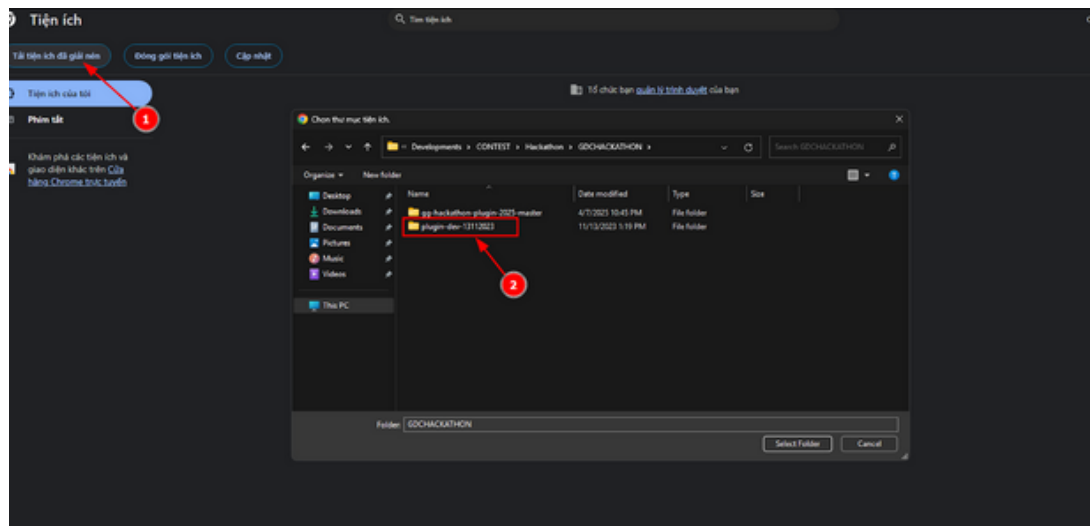 Tiện ích
Tìm tiện ích
Tải tiện ích đã giải nén
Đóng gói tiện ích
Cập nhật
Tiện ích của tôi
Tổ chức bạn quản lý trình duyệt của bạn
Phím tắt
1
Khám phá các tiện ích và
giao diện khác trên Cửa
hàng Chrome trực tuyến
Chọn thư mục tiện ích.
« Developments › CONTEST › Hackathon › GDCHACKATHON ›
Search GDCHACKATHON
Organize
New folder
Desktop
Downloads
Documents
Pictures
Music
Videos
This PC
Name Date modified Type Size
gg-hackathon-plugin-2025-master 4/7/2025 10:45 PM File folder
plugin-dev-13112023 11/13/2023 1:19 PM File folder
2
Folder: GDCHACKATHON
Select Folder
Cancel